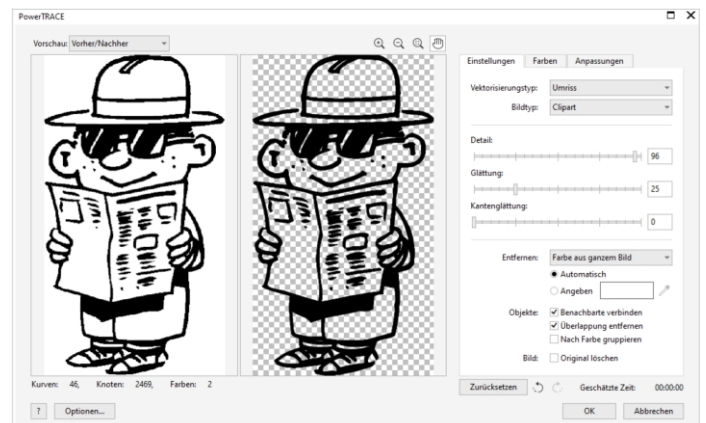 PowerTRACE
Vorschau: Vorher/Nachher
Einstellungen Farben Anpassungen
Vektorisierungstyp: Umriss
Bildtyp: Clipart
Detail:
96
Glättung:
25
Kantenglättung:
0
Entfernen: Farbe aus ganzem Bild
Automatisch
Angeben
Objekte: Benachbarte verbinden
Überlappung entfernen
Nach Farbe gruppieren
Bild: Original löschen
Kurven: 46, Knoten: 2469, Farben: 2
Zurücksetzen Geschätzte Zeit: 00:00:00
? Optionen... OK Abbrechen